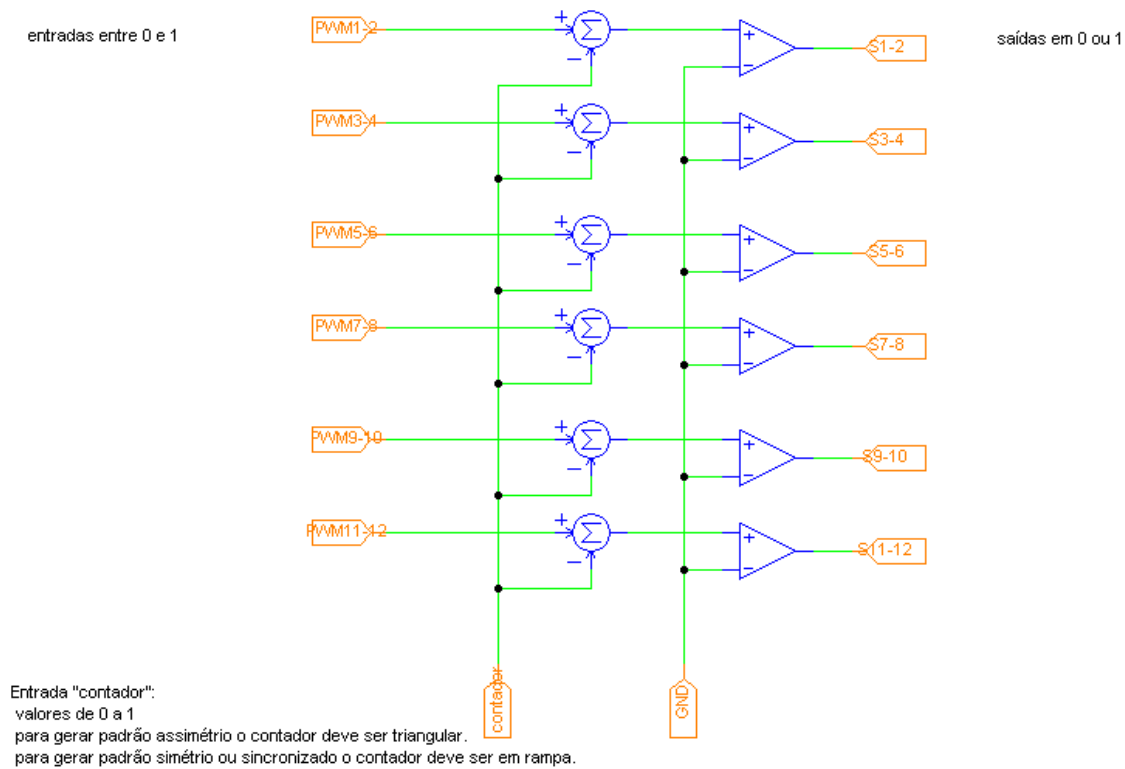 entradas entre 0 e 1
saídas em 0 ou 1
PWM1-2
+
−
+
−
S1-2
PWM3-4
+
−
+
−
S3-4
PWM5-6
+
−
+
−
S5-6
PWM7-8
+
−
+
−
S7-8
PWM9-10
+
−
+
−
S9-10
PWM11-12
+
−
+
−
S11-12
contador
GND
Entrada "contador":
valores de 0 a 1
para gerar padrão assimétrio o contador deve ser triangular.
para gerar padrão simétrio ou sincronizado o contador deve ser em rampa.